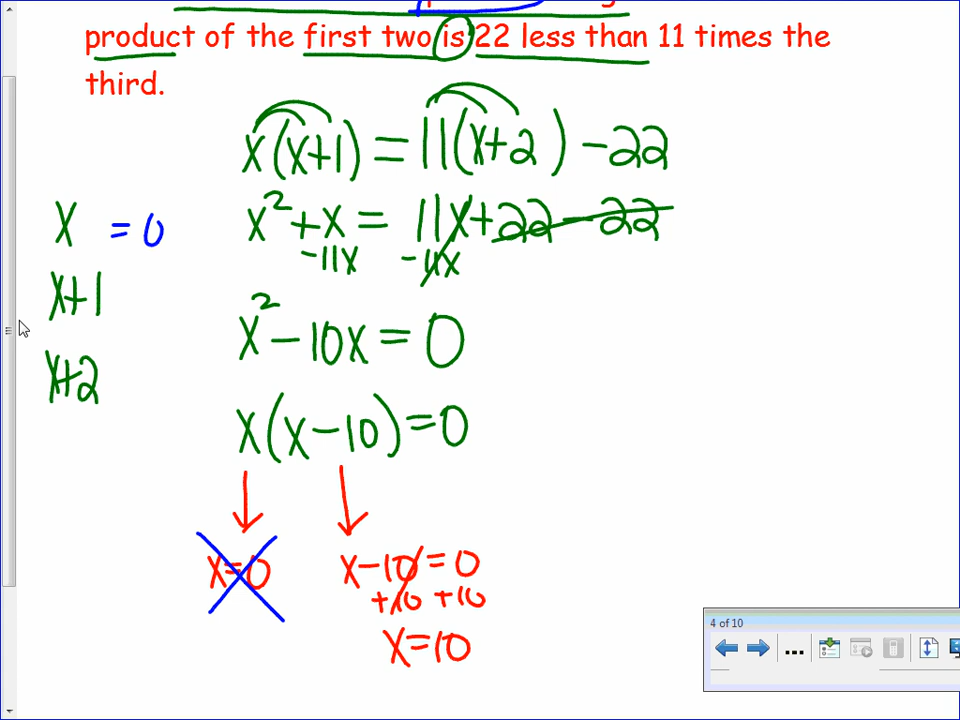 product of the first two is 22 less than 11 times the
third.
x(x+1) = 11(x+2) -22
x² + x = 11x + 22 - 22
-11x -11x
x = 0
x+1
x+2
x² - 10x = 0
x(x - 10) = 0
x=0
x - 10 = 0
+10 +10
x=10
4 of 10
...